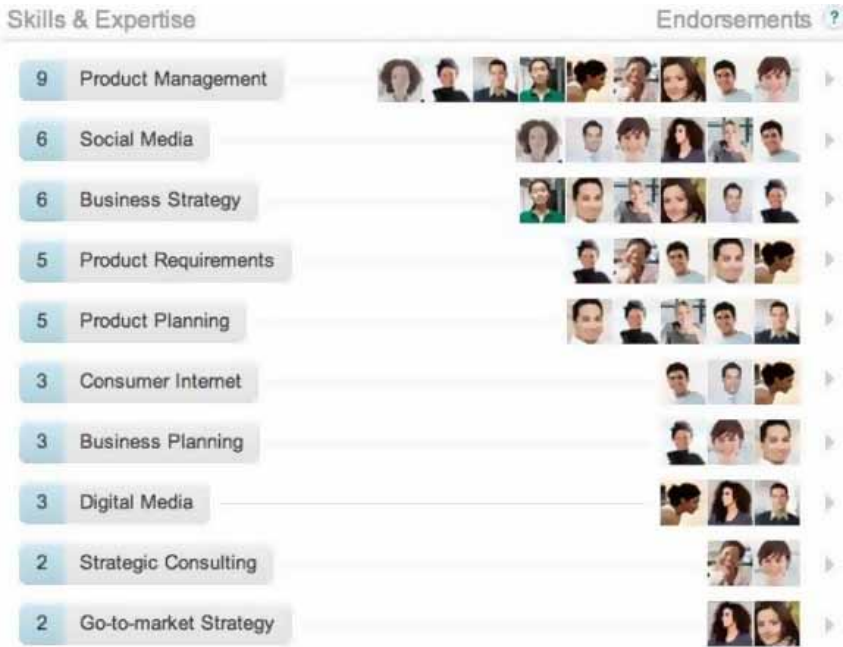 Skills & Expertise Endorsements ?
9 Product Management
6 Social Media
6 Business Strategy
5 Product Requirements
5 Product Planning
3 Consumer Internet
3 Business Planning
3 Digital Media
2 Strategic Consulting
2 Go-to-market Strategy